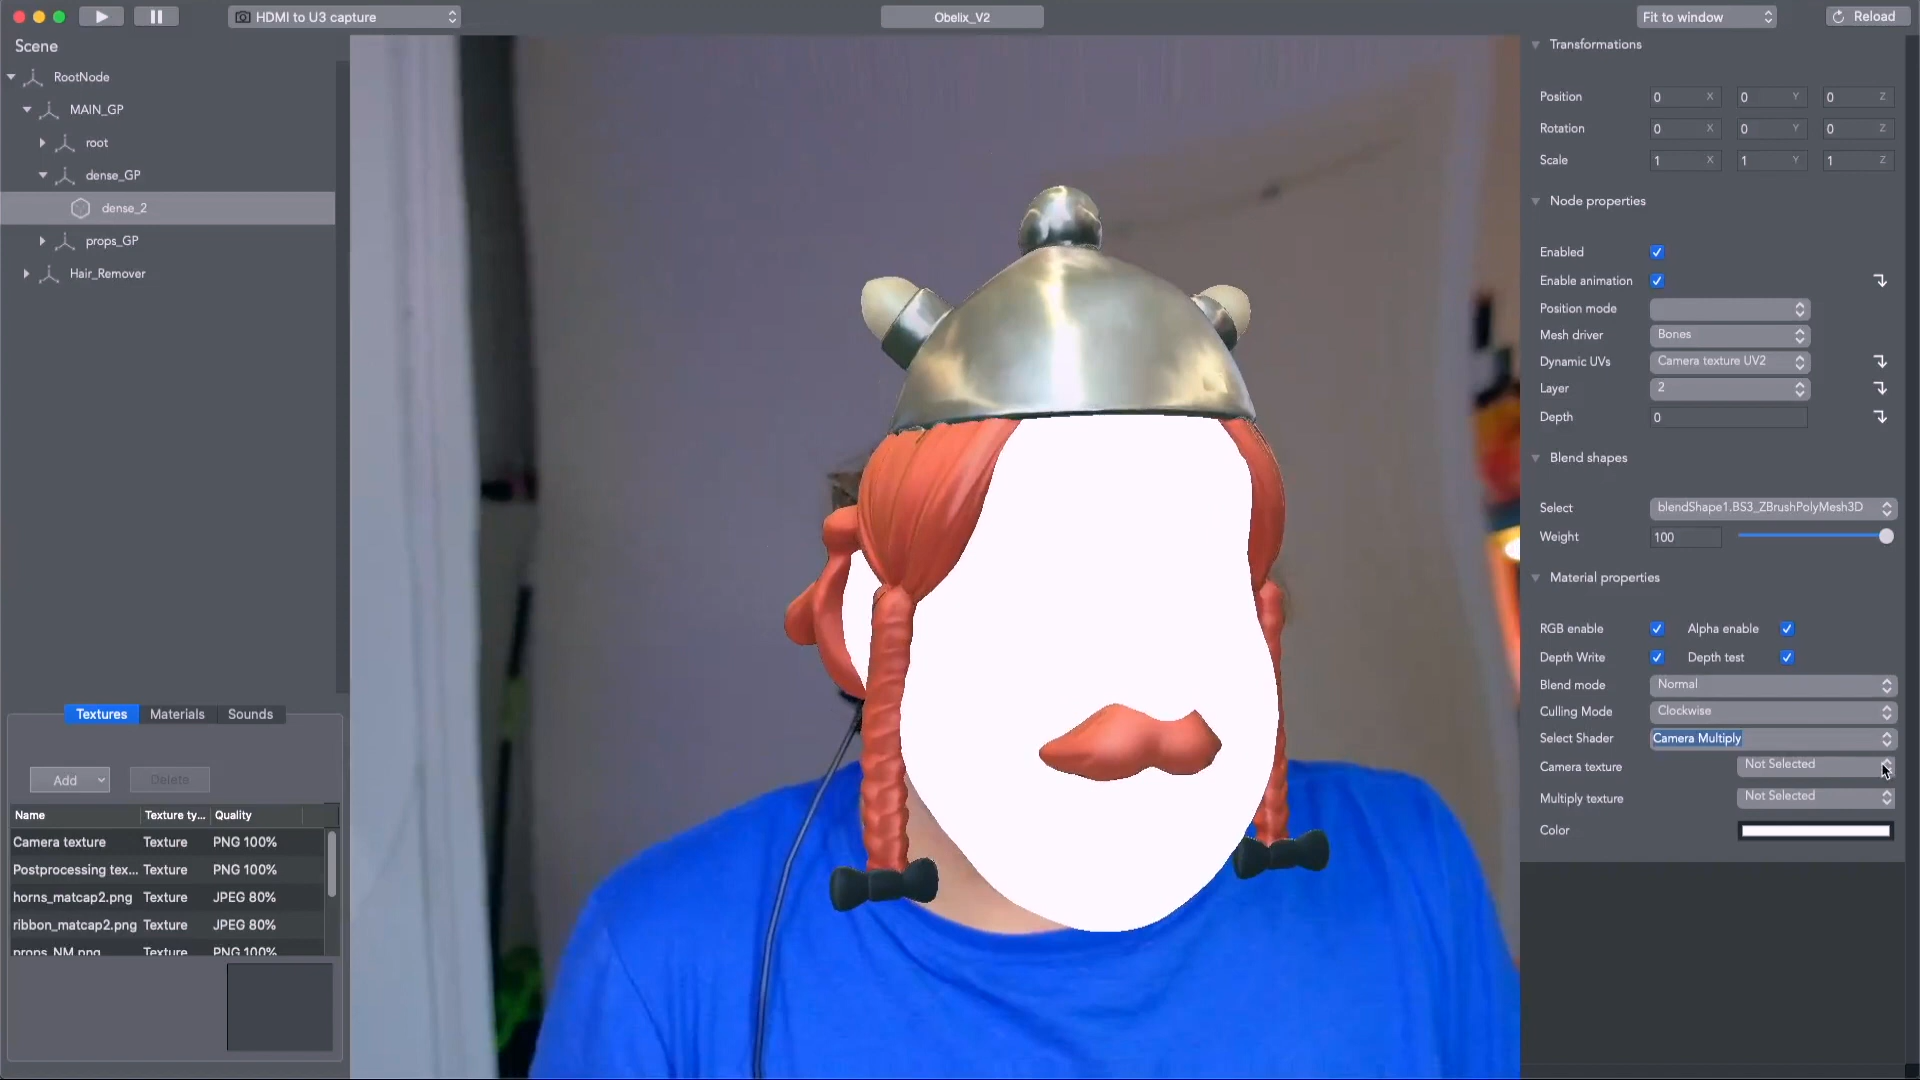 HDMI to U3 capture
Obelix_V2
Fit to window
Reload
Scene
RootNode
MAIN_GP
root
dense_GP
dense_2
props_GP
Hair_Remover
Textures Materials Sounds
Add Delete
Name Texture ty... Quality
Camera texture Texture PNG 100%
Postprocessing tex... Texture PNG 100%
horns_matcap2.png Texture JPEG 80%
ribbon_matcap2.png Texture JPEG 80%
props_NM.png Texture PNG 100%
Transformations
Position 0 X 0 Y 0 Z
Rotation 0 X 0 Y 0 Z
Scale 1 X 1 Y 1 Z
Node properties
Enabled
Enable animation
Position mode
Mesh driver Bones
Dynamic UVs Camera texture UV2
Layer 2
Depth 0
Blend shapes
Select blendShape1.BS3_ZBrushPolyMesh3D
Weight 100
Material properties
RGB enable Alpha enable
Depth Write Depth test
Blend mode Normal
Culling Mode Clockwise
Select Shader Camera Multiply
Camera texture Not Selected
Multiply texture Not Selected
Color